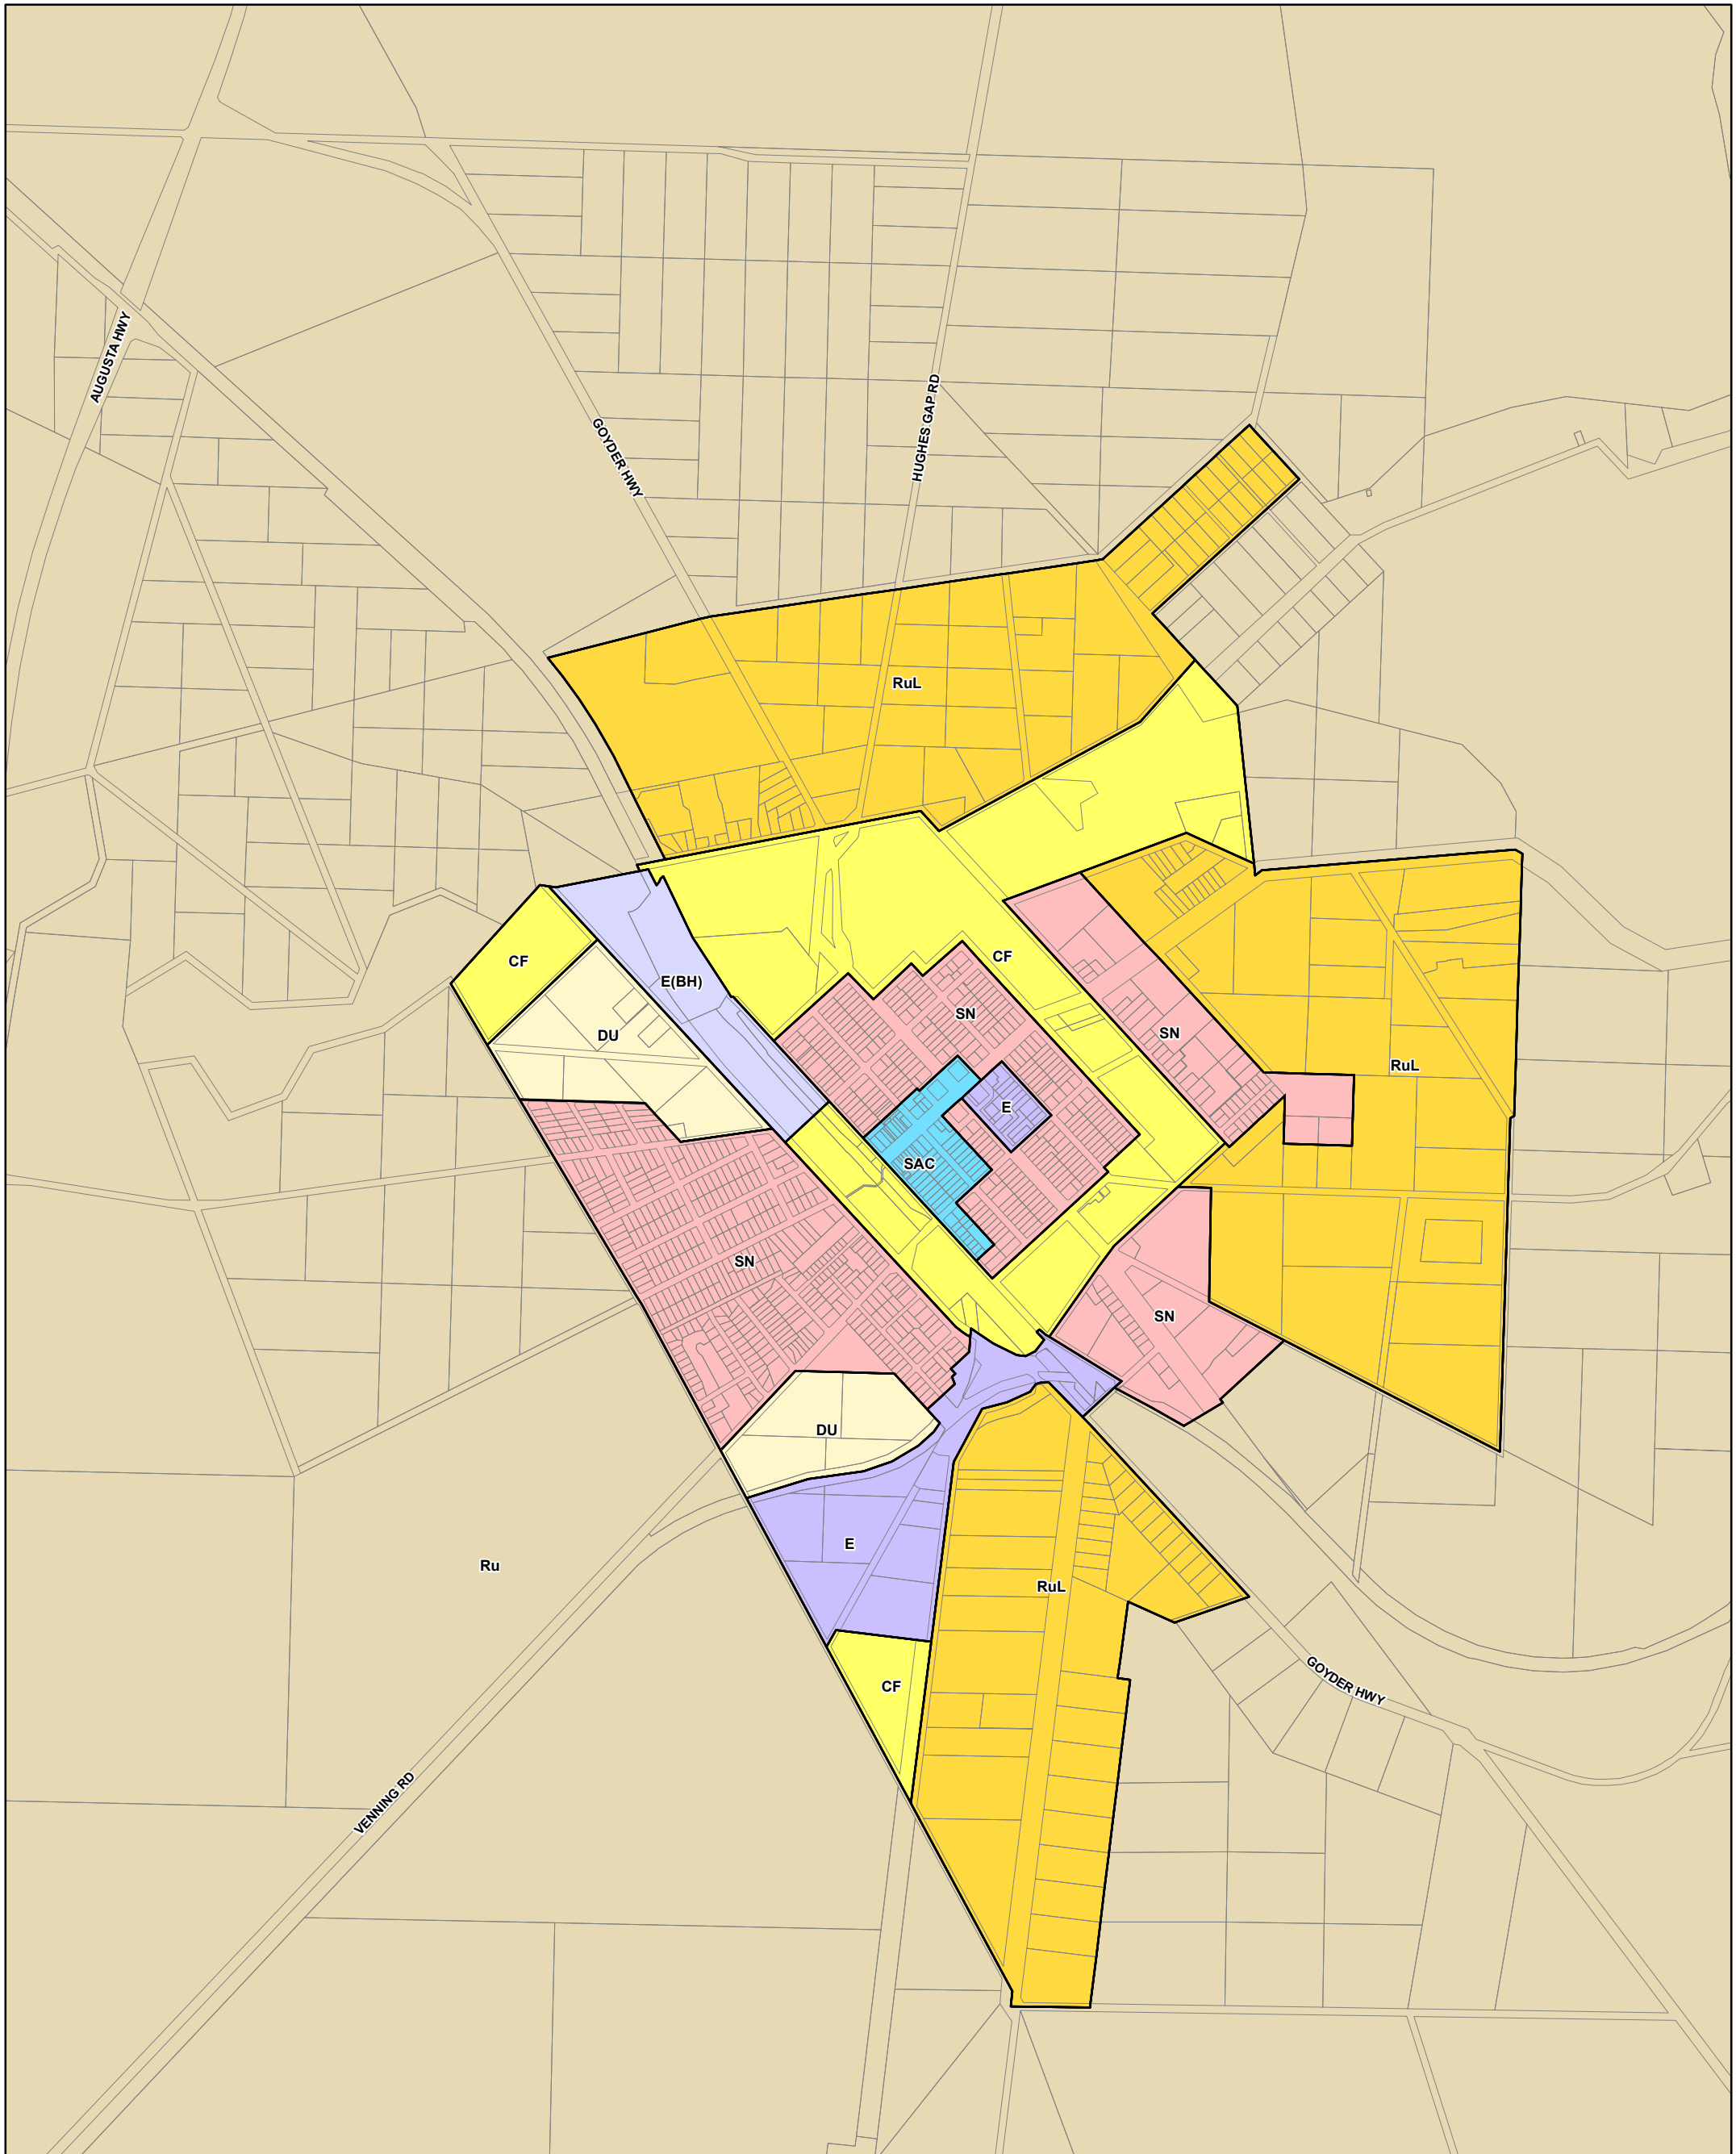 AUGUSTA HWY
GOYDER HWY
HUGHES GAP RD
RuL
CF
CF
E(BH)
SN
DU
SN
RuL
E
SAC
SN
SN
DU
E
Ru
RuL
CF
GOYDER HWY
VENNING RD